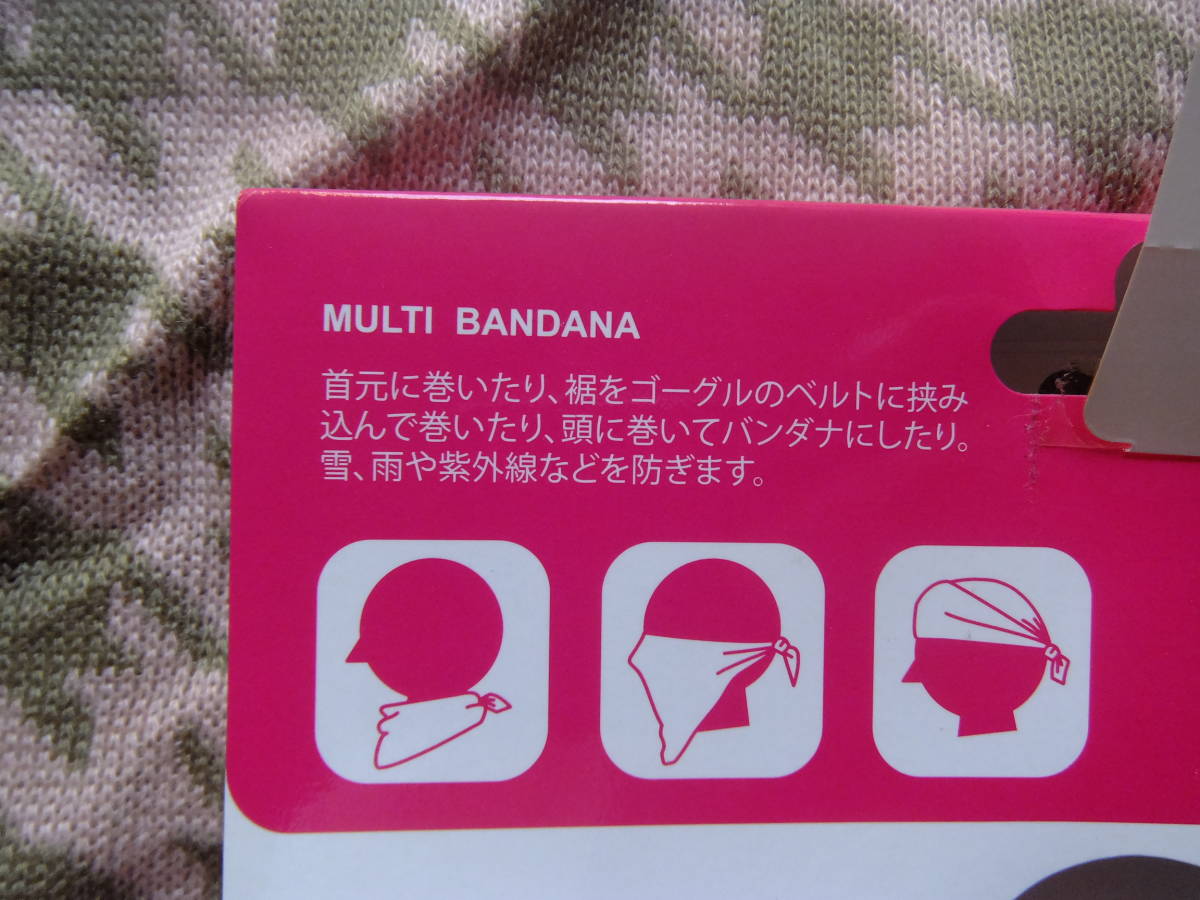 MULTI BANDANA
首元に巻いたり、裾をゴーグルのベルトに挟み
込んで巻いたり、頭に巻いてバンダナにしたり。
雪、雨や紫外線などを防ぎます。